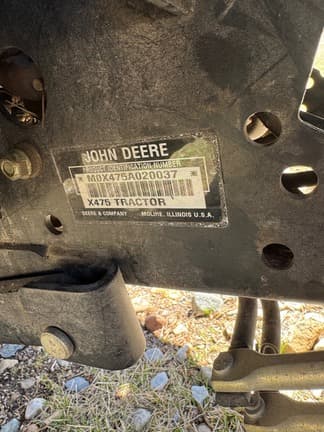 JOHN DEERE
PRODUCT IDENTIFICATION NUMBER
* M0X475A020037 *
X475 TRACTOR
DEERE & COMPANY MOLINE, ILLINOIS U.S.A.